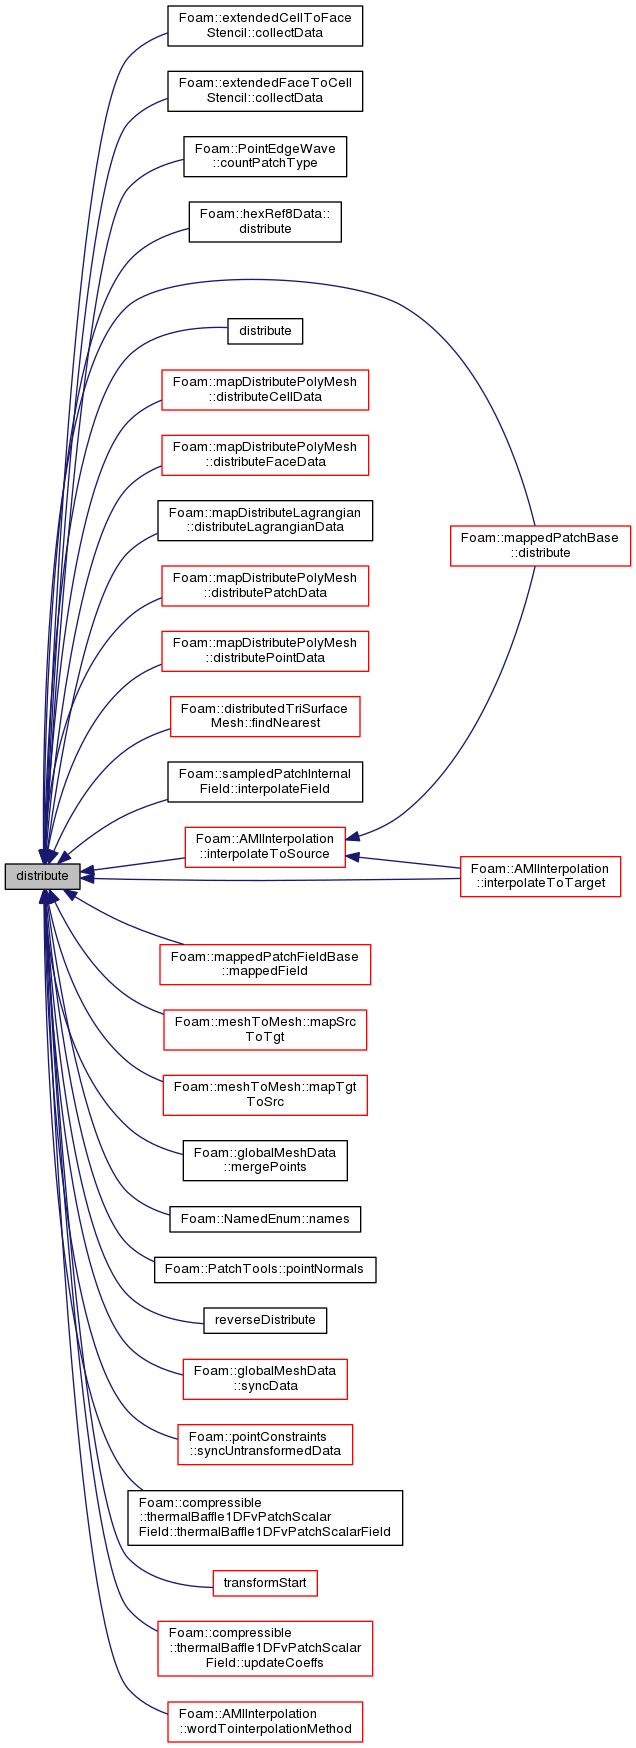 Foam::extendedCellToFace
Stencil::collectData
Foam::extendedFaceToCell
Stencil::collectData
Foam::PointEdgeWave
::countPatchType
Foam::hexRef8Data::
distribute
distribute
Foam::mapDistributePolyMesh
::distributeCellData
Foam::mapDistributePolyMesh
::distributeFaceData
Foam::mapDistributeLagrangian
::distributeLagrangianData
Foam::mappedPatchBase
::distribute
Foam::mapDistributePolyMesh
::distributePatchData
Foam::mapDistributePolyMesh
::distributePointData
Foam::distributedTriSurface
Mesh::findNearest
Foam::sampledPatchInternal
Field::interpolateField
Foam::AMIInterpolation
::interpolateToSource
distribute
Foam::AMIInterpolation
::interpolateToTarget
Foam::mappedPatchFieldBase
::mappedField
Foam::meshToMesh::mapSrc
ToTgt
Foam::meshToMesh::mapTgt
ToSrc
Foam::globalMeshData
::mergePoints
Foam::NamedEnum::names
Foam::PatchTools::pointNormals
reverseDistribute
Foam::globalMeshData
::syncData
Foam::pointConstraints
::syncUntransformedData
Foam::compressible
::thermalBaffle1DFvPatchScalar
Field::thermalBaffle1DFvPatchScalarField
transformStart
Foam::compressible
::thermalBaffle1DFvPatchScalar
Field::updateCoeffs
Foam::AMIInterpolation
::wordTointerpolationMethod